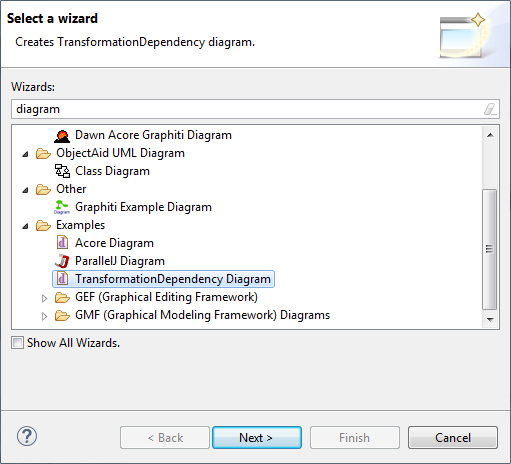 Select a wizard
Creates TransformationDependency diagram.
Wizards:
diagram
Dawn Acore Graphiti Diagram
ObjectAid UML Diagram
Class Diagram
Other
Diagram
Graphiti Example Diagram
Examples
Acore Diagram
ParallelJ Diagram
TransformationDependency Diagram
GEF (Graphical Editing Framework)
GMF (Graphical Modeling Framework) Diagrams
Show All Wizards.
?
< Back
Next >
Finish
Cancel